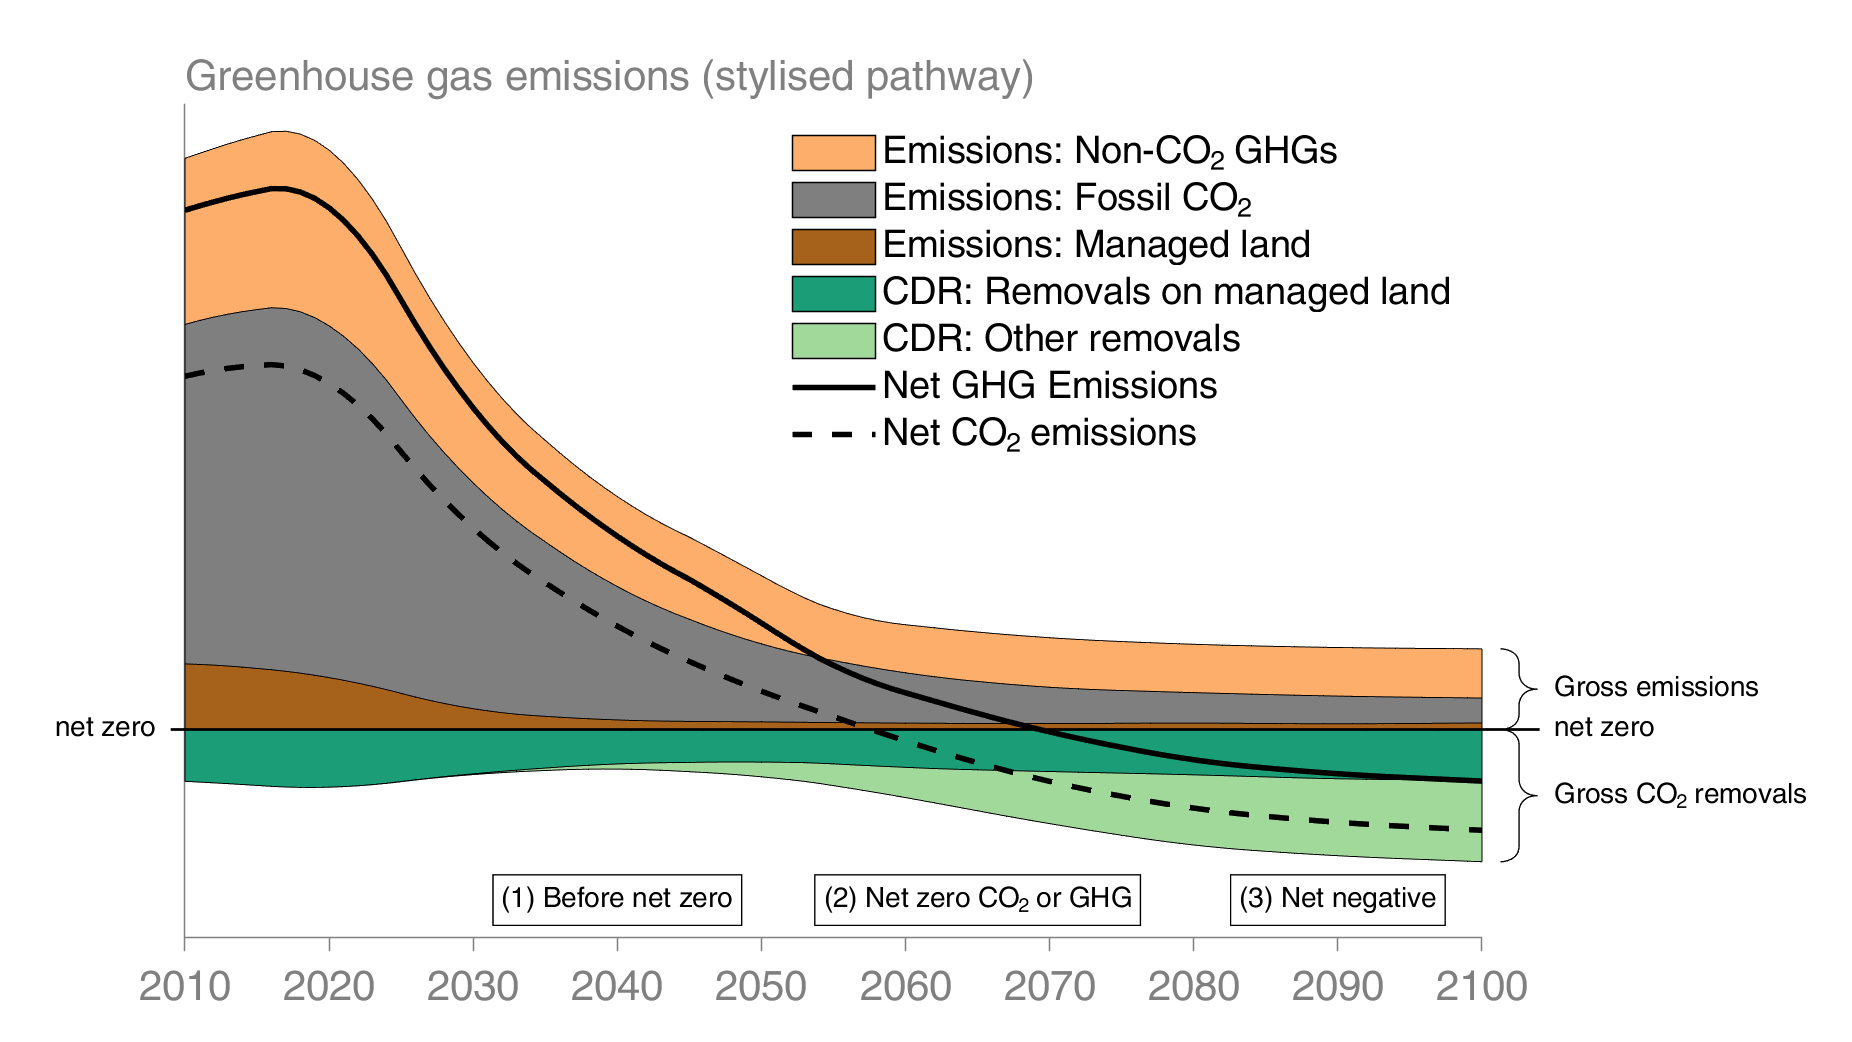 Greenhouse gas emissions (stylised pathway)
Emissions: Non-CO₂ GHGs
Emissions: Fossil CO₂
Emissions: Managed land
CDR: Removals on managed land
CDR: Other removals
Net GHG Emissions
Net CO₂ emissions
Gross emissions
net zero
net zero
Gross CO₂ removals
(1) Before net zero
(2) Net zero CO₂ or GHG
(3) Net negative
2010 2020 2030 2040 2050 2060 2070 2080 2090 2100